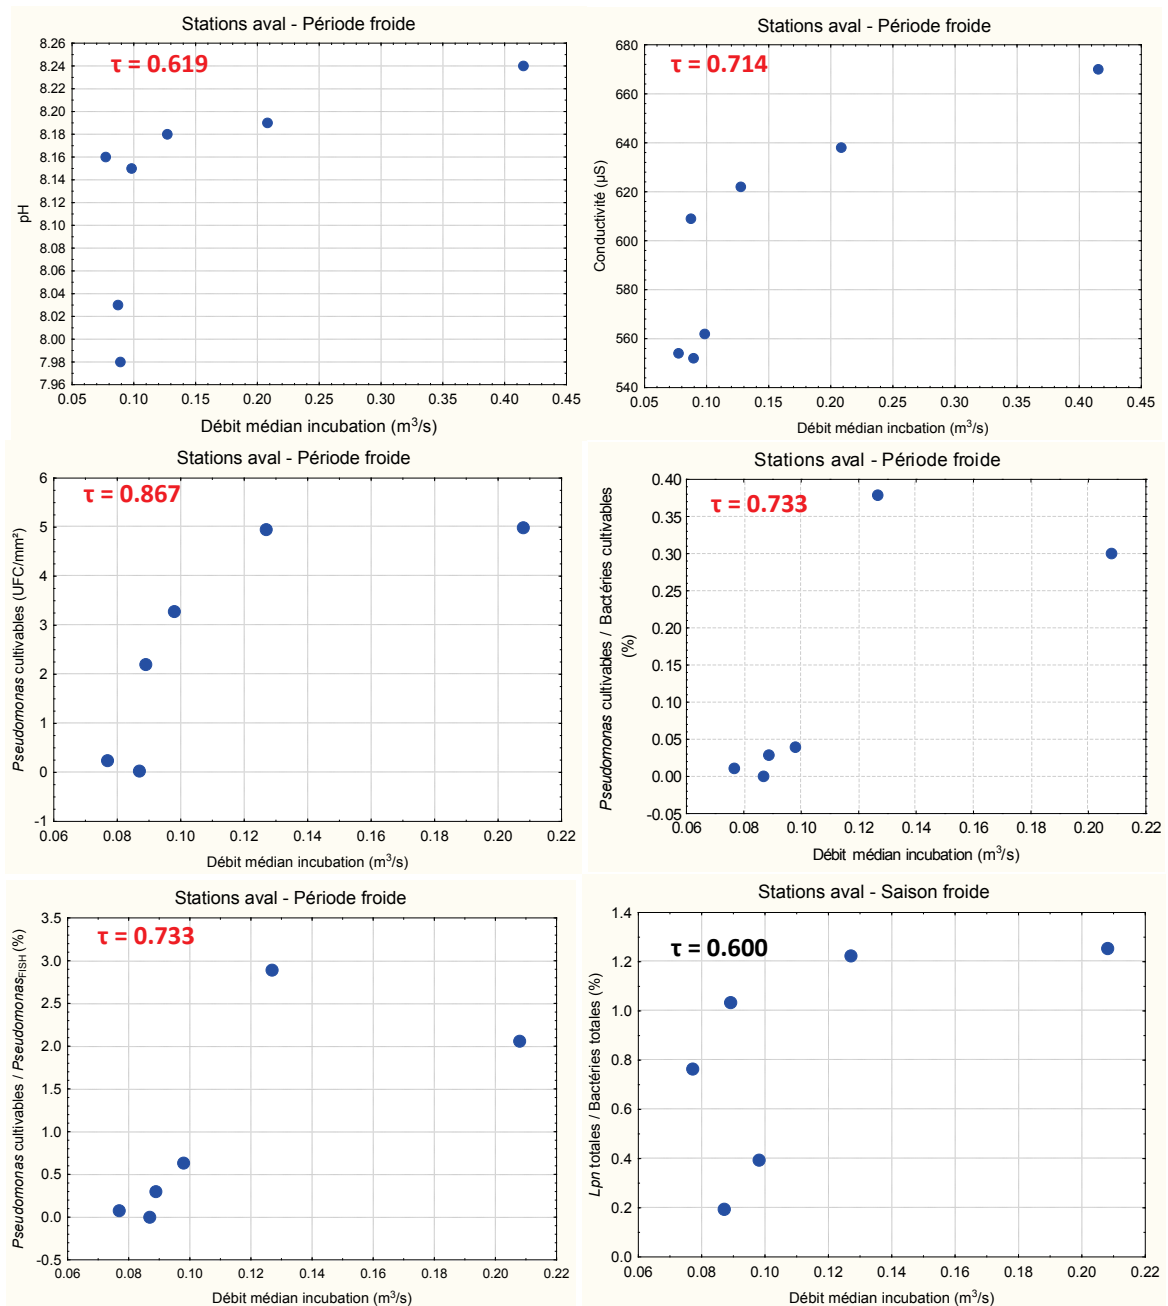 Stations aval - Période froide
τ = 0.619
8.26
8.24
8.22
8.20
8.18
8.16
8.14
8.12
8.10
8.08
8.06
8.04
8.02
8.00
7.98
7.96
pH
0.05 0.10 0.15 0.20 0.25 0.30 0.35 0.40 0.45
Débit médian incubation (m³/s)
Stations aval - Période froide
τ = 0.714
680
660
640
620
600
580
560
540
Conductivité (µS)
0.05 0.10 0.15 0.20 0.25 0.30 0.35 0.40 0.45
Débit médian incbation (m³/s)
Stations aval - Période froide
τ = 0.867
6
5
4
3
2
1
0
-1
Pseudomonas cultivables (UFC/mm²)
0.06 0.08 0.10 0.12 0.14 0.16 0.18 0.20 0.22
Débit médian incubation (m³/s)
Stations aval - Période froide
τ = 0.733
0.40
0.35
0.30
0.25
0.20
0.15
0.10
0.05
0.00
-0.05
Pseudomonas cultivables / Bactéries cultivables
(%)
0.06 0.08 0.10 0.12 0.14 0.16 0.18 0.20 0.22
Débit médian incubation (m³/s)
Stations aval - Période froide
τ = 0.733
3.5
3.0
2.5
2.0
1.5
1.0
0.5
0.0
-0.5
Pseudomonas cultivables / Pseudomonas FISH (%)
0.06 0.08 0.10 0.12 0.14 0.16 0.18 0.20 0.22
Débit médian incubation (m³/s)
Stations aval - Saison froide
τ = 0.600
1.4
1.2
1.0
0.8
0.6
0.4
0.2
0.0
Lpn totales / Bactéries totales (%)
0.06 0.08 0.10 0.12 0.14 0.16 0.18 0.20 0.22
Débit médian incubation (m³/s)